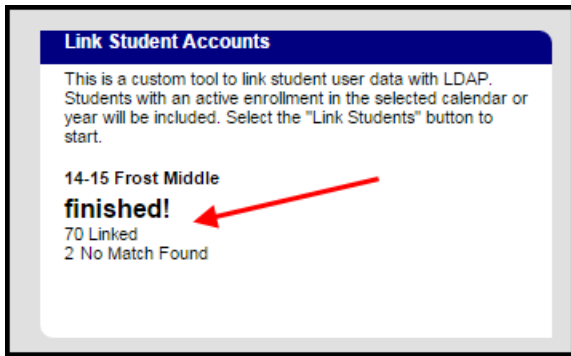 Link Student Accounts
This is a custom tool to link student user data with LDAP.
Students with an active enrollment in the selected calendar or
year will be included. Select the "Link Students" button to
start.
14-15 Frost Middle
finished!
70 Linked
2 No Match Found